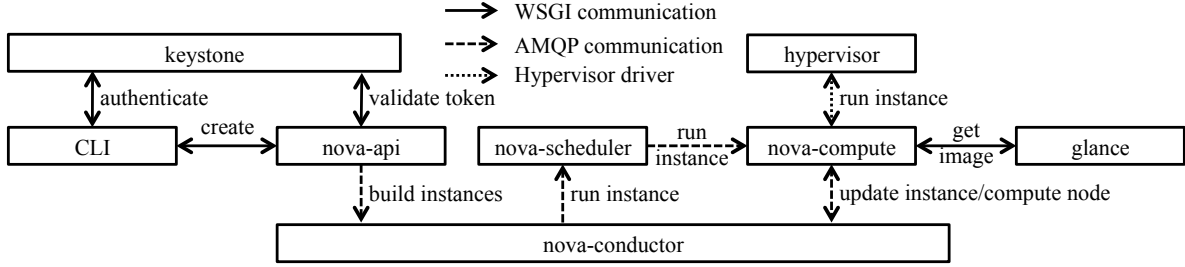 WSGI communication
keystone
AMQP communication
hypervisor
Hypervisor driver
authenticate
validate token
run instance
create
run
instance
get
image
CLI
nova-api
nova-scheduler
nova-compute
glance
build instances
run instance
update instance/compute node
nova-conductor